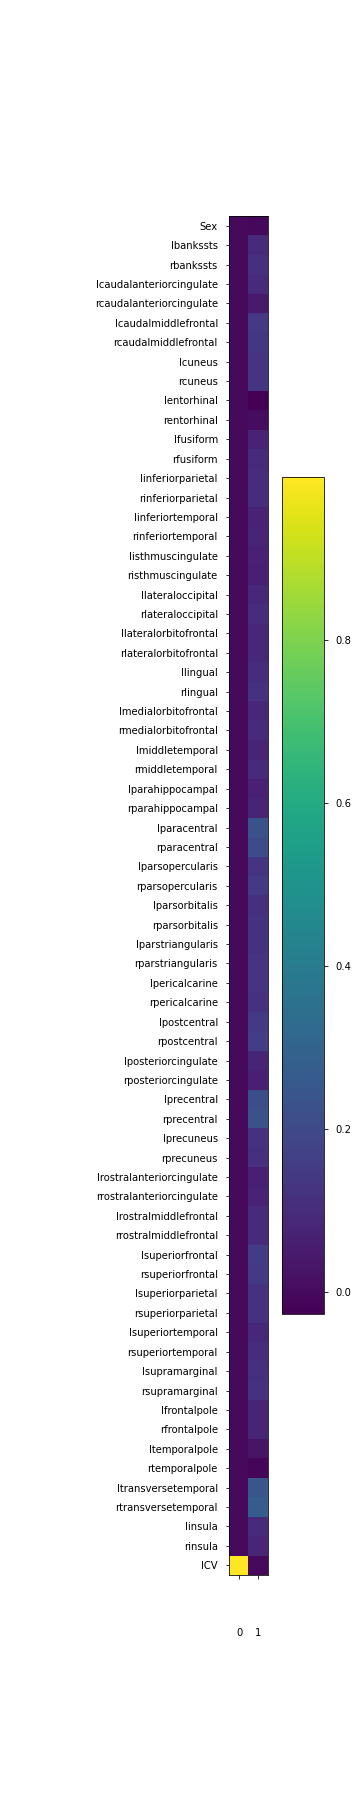 Sex
lbankssts
rbankssts
lcaudalanteriorcingulate
rcaudalanteriorcingulate
lcaudalmiddlefrontal
rcaudalmiddlefrontal
lcuneus
rcuneus
lentorhinal
rentorhinal
lfusiform
rfusiform
linferiorparietal
rinferiorparietal
linferiortemporal
rinferiortemporal
listhmuscingulate
risthmuscingulate
llateraloccipital
rlateraloccipital
llateralorbitofrontal
rlateralorbitofrontal
llingual
rlingual
lmedialorbitofrontal
rmedialorbitofrontal
lmiddletemporal
rmiddletemporal
lparahippocampal
rparahippocampal
lparacentral
rparacentral
lparsopercularis
rparsopercularis
lparsorbitalis
rparsorbitalis
lparstriangularis
rparstriangularis
lpericalcarine
rpericalcarine
lpostcentral
rpostcentral
lposteriorcingulate
rposteriorcingulate
lprecentral
rprecentral
lprecuneus
rprecuneus
lrostralanteriorcingulate
rrostralanteriorcingulate
lrostralmiddlefrontal
rrostralmiddlefrontal
lsuperiorfrontal
rsuperiorfrontal
lsuperiorparietal
rsuperiorparietal
lsuperiortemporal
rsuperiortemporal
lsupramarginal
rsupramarginal
lfrontalpole
rfrontalpole
ltemporalpole
rtemporalpole
ltransversetemporal
rtransversetemporal
linsula
rinsula
ICV
0 1
0.8
0.6
0.4
0.2
0.0